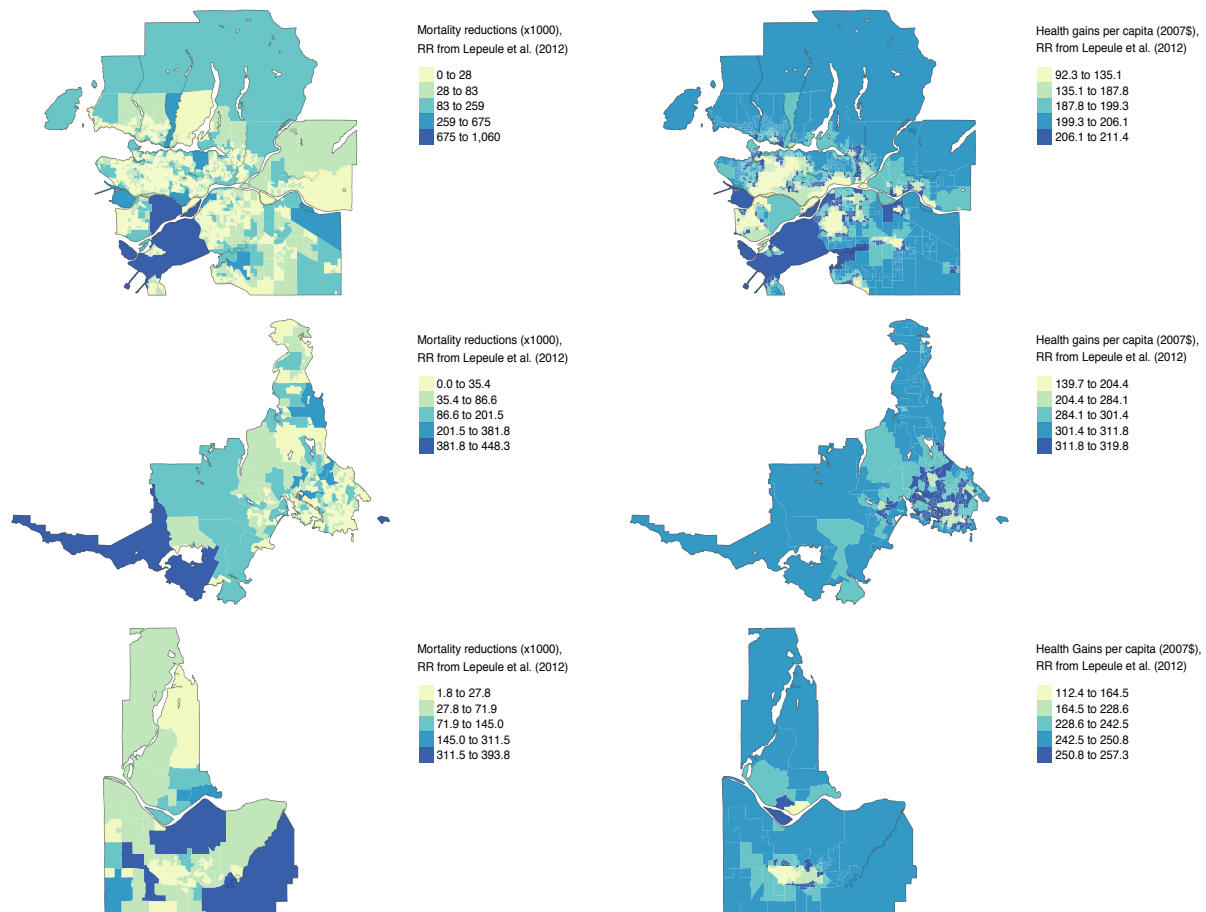 Mortality reductions (x1000),
RR from Lepeule et al. (2012)
0 to 28
28 to 83
83 to 259
259 to 675
675 to 1,060
Health gains per capita (2007$),
RR from Lepeule et al. (2012)
92.3 to 135.1
135.1 to 187.8
187.8 to 199.3
199.3 to 206.1
206.1 to 211.4
Mortality reductions (x1000),
RR from Lepeule et al. (2012)
0.0 to 35.4
35.4 to 86.6
86.6 to 201.5
201.5 to 381.8
381.8 to 448.3
Health gains per capita (2007$),
RR from Lepeule et al. (2012)
139.7 to 204.4
204.4 to 284.1
284.1 to 301.4
301.4 to 311.8
311.8 to 319.8
Mortality reductions (x1000),
RR from Lepeule et al. (2012)
1.8 to 27.8
27.8 to 71.9
71.9 to 145.0
145.0 to 311.5
311.5 to 393.8
Health Gains per capita (2007$),
RR from Lepeule et al. (2012)
112.4 to 164.5
164.5 to 228.6
228.6 to 242.5
242.5 to 250.8
250.8 to 257.3